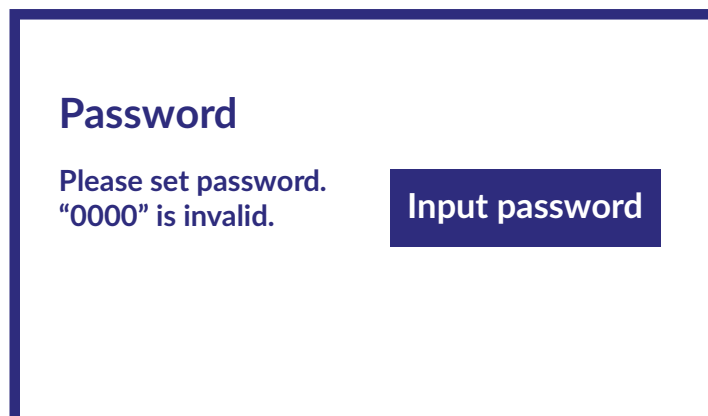 Password
Please set password.
“0000” is invalid.
Input password